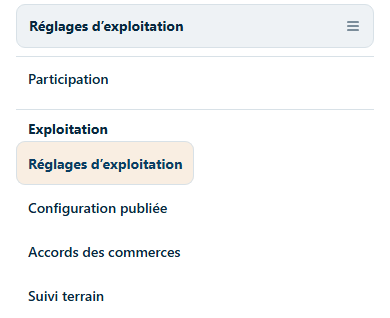 Réglages d’exploitation
Participation
Exploitation
Réglages d’exploitation
Configuration publiée
Accords des commerces
Suivi terrain